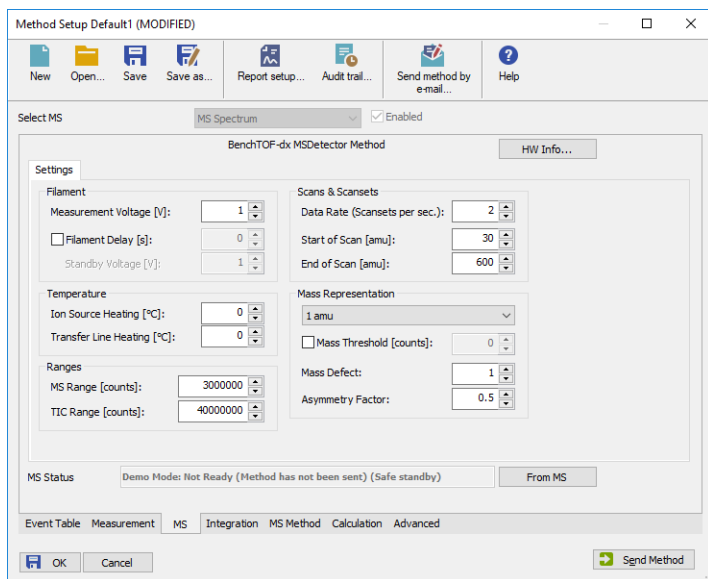 Method Setup Default1 (MODIFIED)
New Open... Save Save as... Report setup... Audit trail... Send method by e-mail... Help
Select MS MS Spectrum Enabled
BenchTOF-dx MSDetector Method HW Info...
Settings
Filament
Measurement Voltage [V]: 1
Filament Delay [s]: 0
Standby Voltage [V]: 1
Scans & Scansets
Data Rate (Scansets per sec.): 2
Start of Scan [amu]: 30
End of Scan [amu]: 600
Temperature
Ion Source Heating [°C]: 0
Transfer Line Heating [°C]: 0
Mass Representation
1 amu
Mass Threshold [counts]: 0
Mass Defect: 1
Asymmetry Factor: 0.5
Ranges
MS Range [counts]: 3000000
TIC Range [counts]: 40000000
MS Status Demo Mode: Not Ready (Method has not been sent) (Safe standby) From MS
Event Table Measurement MS Integration MS Method Calculation Advanced
OK Cancel Send Method